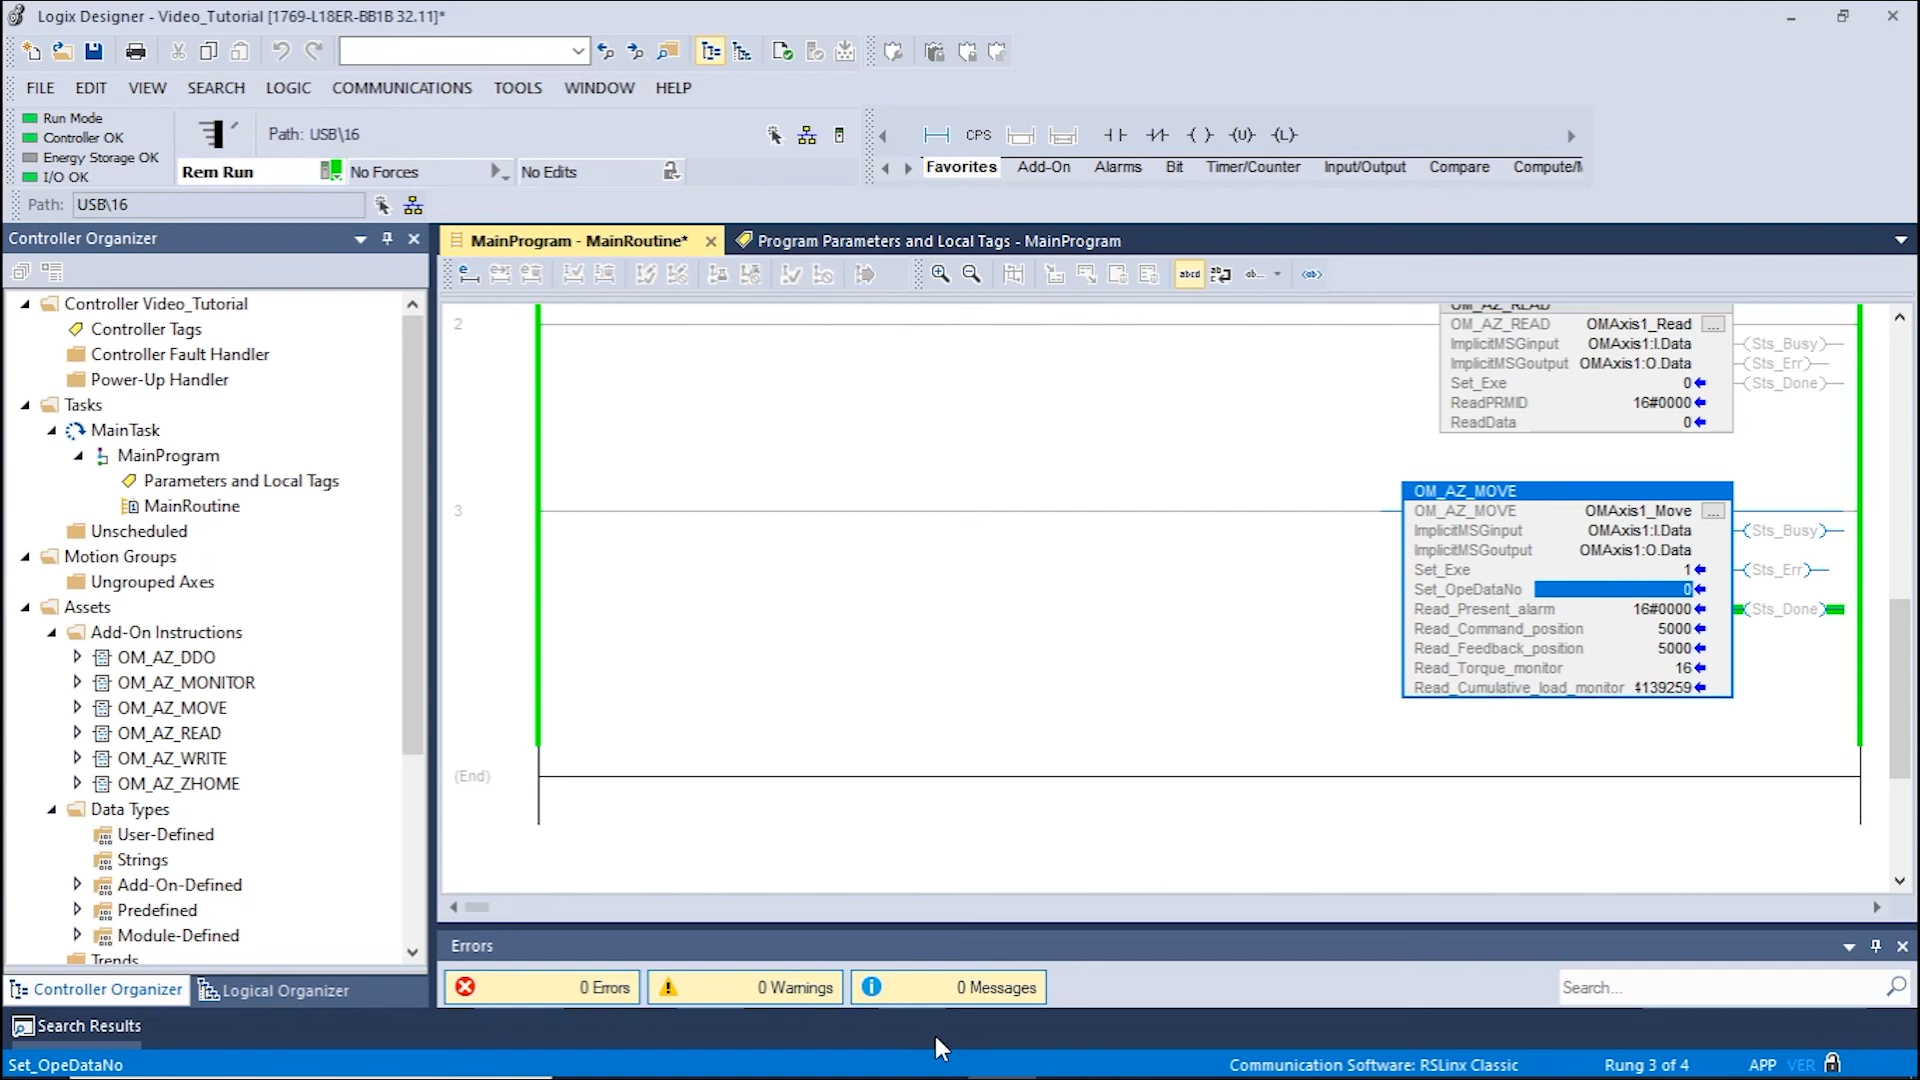 Logix Designer - Video_Tutorial [1769-L18ER-BB1B 32.11]*
FILE EDIT VIEW SEARCH LOGIC COMMUNICATIONS TOOLS WINDOW HELP
Run Mode
Controller OK
Energy Storage OK
I/O OK
Path: USB\16
Rem Run No Forces No Edits
CPS
Favorites Add-On Alarms Bit Timer/Counter Input/Output Compare
Path: USB\16
Controller Organizer
Controller Video_Tutorial
Controller Tags
Controller Fault Handler
Power-Up Handler
Tasks
MainTask
MainProgram
Parameters and Local Tags
MainRoutine
Unscheduled
Motion Groups
Ungrouped Axes
Assets
Add-On Instructions
OM_AZ_DDO
OM_AZ_MONITOR
OM_AZ_MOVE
OM_AZ_READ
OM_AZ_WRITE
OM_AZ_ZHOME
Data Types
User-Defined
Strings
Add-On-Defined
Predefined
Module-Defined
Trends
Controller Organizer Logical Organizer
MainProgram - MainRoutine* Program Parameters and Local Tags - MainProgram
abcd
2
OM_AZ_READ
OM_AZ_READ OMAxis1_Read ...
ImplicitMSGinput OMAxis1:I.Data (Sts_Busy)
ImplicitMSGoutput OMAxis1:O.Data (Sts_Err)
Set_Exe 0 (Sts_Done)
ReadPRMID 16#0000
ReadData 0
3
OM_AZ_MOVE
OM_AZ_MOVE OMAxis1_Move ...
ImplicitMSGinput OMAxis1:I.Data (Sts_Busy)
ImplicitMSGoutput OMAxis1:O.Data
Set_Exe 1 (Sts_Err)
Set_OpeDataNo 0
Read_Present_alarm 16#0000 (Sts_Done)
Read_Command_position 5000
Read_Feedback_position 5000
Read_Torque_monitor 16
Read_Cumulative_load_monitor
(End)
Errors
0 Errors 0 Warnings 0 Messages Search...
Search Results
Set_OpeDataNo Communication Software: RSLinx Classic Rung 3 of 4 APP VER